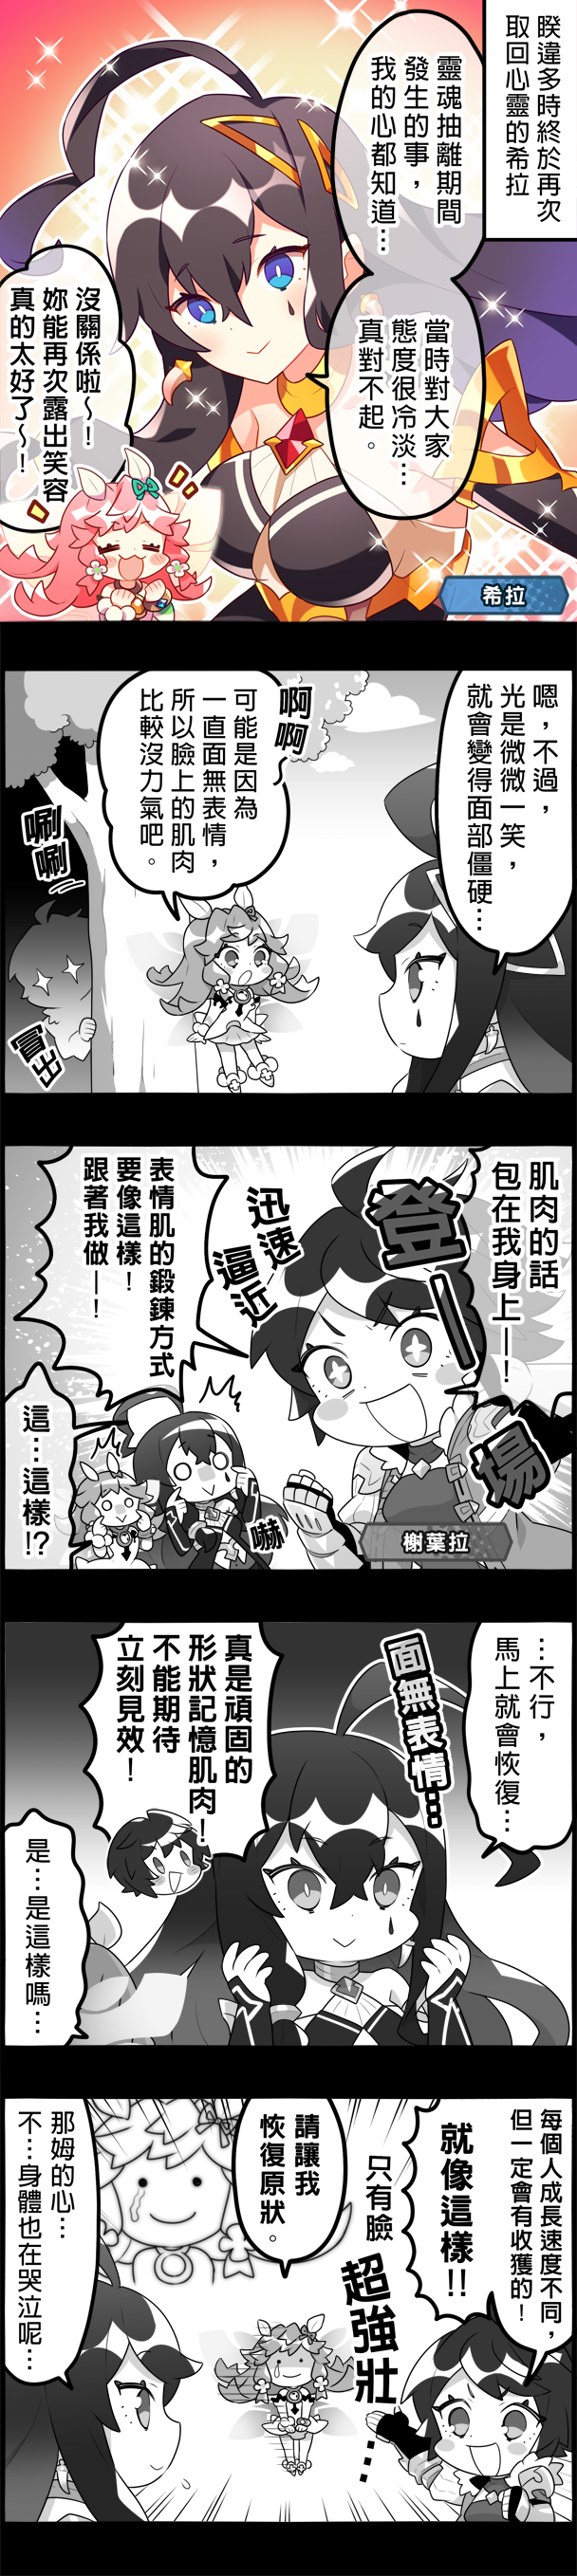 睽違多時終於再次
取回心靈的希拉
靈魂抽離期間
發生的事，
我的心都知道…
當時對大家
態度很冷淡…
真對不起。
沒關係啦～！
妳能再次露出笑容
真的太好了～！
希拉
嗯，不過，
光是微微一笑，
就會變得面部僵硬…
啊啊
可能是因為
一直面無表情，
所以臉上的肌肉
比較沒力氣吧。
唰唰
冒出
肌肉的話
包在我身上—！
登—
場
迅速
逼近
表情肌的鍛鍊方式
要像這樣！
跟著我做—！
嚇
這…這樣!?
榭葉拉
…不行，
馬上就會恢復…
面無表情…
真是頑固的
形狀記憶肌肉！
不能期待
立刻見效！
是…是這樣嗎…
每個人成長速度不同，
但一定會有收獲的！
就像這樣!!
只有臉
超強壯……
請讓我
恢復原狀。
那姆的心…
不…身體也在哭泣呢…